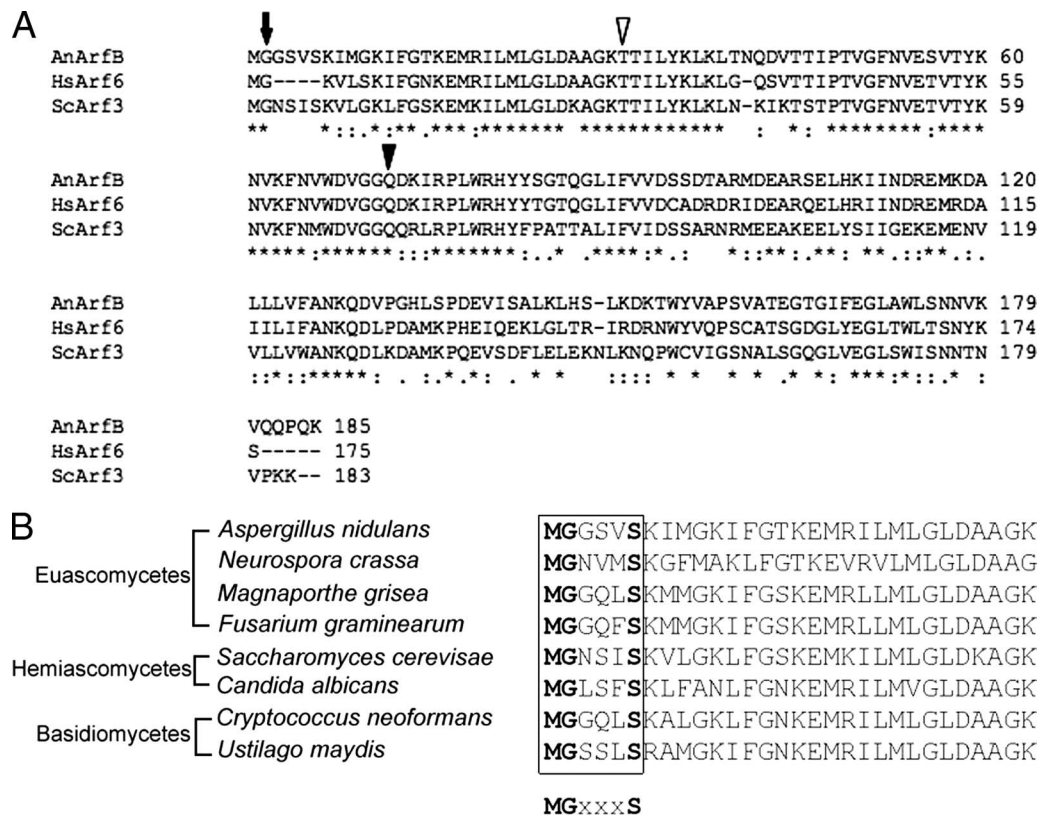 A
AnArfB MGGSVSKIMGKIFGTKEMRILMLGLDAAGKTTILYKLKLTNQDVTTIPTVGFNVESVTYK 60
HsArf6 MG----KVLSKIFGNKEMRILMLGLDAAGKTTILYKLKLG-QSVTTIPTVGFNVETVTYK 55
ScArf3 MGNSISKVLGKLFGSKEMKILMLGLDKAGKTTILYKLKLN-KIKTSTPTVGFNVETVTYK 59
** *::.*:** .***:******* ************ : *: ********:****
AnArfB NVKFNVWDVGGQDKIRPLWRHYYSGTQGLIFVVDSSDTARMDEARSELHKIINDREMKDA 120
HsArf6 NVKFNVWDVGGQDKIRPLWRHYYTGTQGLIFVVDCADRDRIDEARQELHRIINDREMRDA 115
ScArf3 NVKFNMWDVGGQQRLRPLWRHYFPATTALIFVIDSSARNRMEEAKEELYSIIGEKEMENV 119
*****:******:::*******:..* .****:*.: *::**:.**: **.::**.:.
AnArfB LLLVFANKQDVPGHLSPDEVISALKLHS-LKDKTWYVAPSVATEGTGIFEGLAWLSNNVK 179
HsArf6 IILIFANKQDLPDAMKPHEIQEKLGLTR-IRDRNWYVQPSCATSGDGLYEGLTWLTSNYK 174
ScArf3 VLLVWANKQDLKDAMKPQEVSDFLELEKNLKNQPWCVIGSNALSGQGLVEGLSWISNNTN 179
::*::*****: . :.*.*: . * * :::: * * * * .* *: ***:*::.* :
AnArfB VQQPQK 185
HsArf6 S----- 175
ScArf3 VPKK-- 183
B
Euascomycetes
Aspergillus nidulans MGGSVSKIMGKIFGTKEMRILMLGLDAAGK
Neurospora crassa MGNVMSKGFMAKLFGTKEVRVLMLGLDAAG
Magnaporthe grisea MGGQLSKMMGKIFGSKEMRLLMLGLDAAGK
Fusarium graminearum MGGQFSKMMGKIFGSKEMRLLMLGLDAAGK
Hemiascomycetes
Saccharomyces cerevisae MGNSISKVLGKLFGSKEMKILMLGLDKAGK
Candida albicans MGLSFSKLFANLFGNKEMRILMVGLDAAGK
Basidiomycetes
Cryptococcus neoformans MGGQLSKALGKIFGNKEMRILMLGLDAAGK
Ustilago maydis MGSSLSRAMGKIFGNKEMRILMLGLDAAGK
MGxxxS